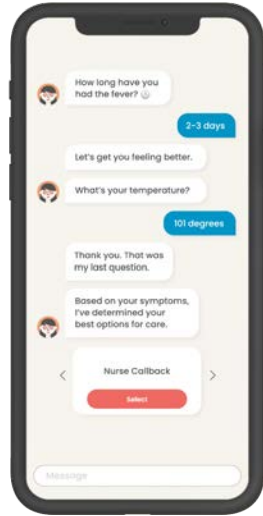 How long have you
had the fever?
2-3 days
Let's get you feeling better.
What's your temperature?
101 degrees
Thank you. That was
my last question.
Based on your symptoms,
I've determined your
best options for care.
Nurse Callback
Select
Message